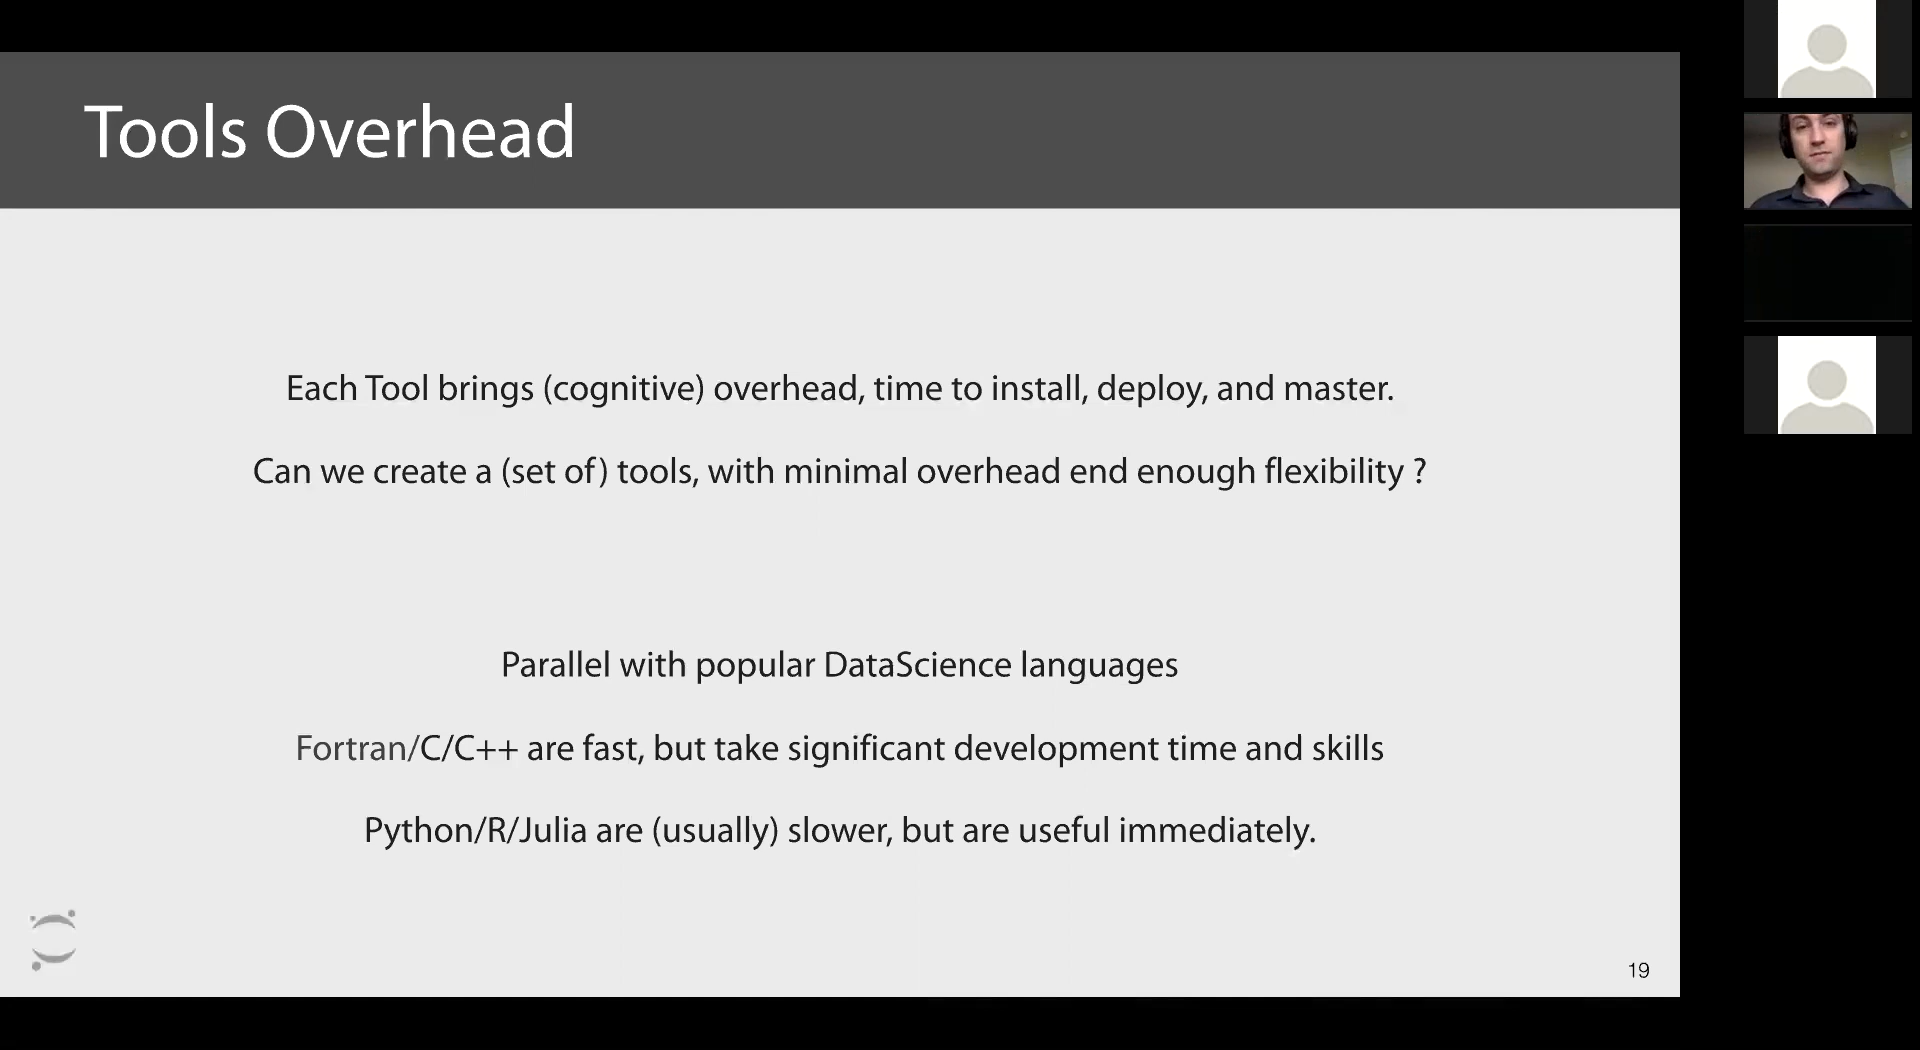 Tools Overhead
Each Tool brings (cognitive) overhead, time to install, deploy, and master.
Can we create a (set of) tools, with minimal overhead end enough flexibility ?
Parallel with popular DataScience languages
Fortran/C/C++ are fast, but take significant development time and skills
Python/R/Julia are (usually) slower, but are useful immediately.
19